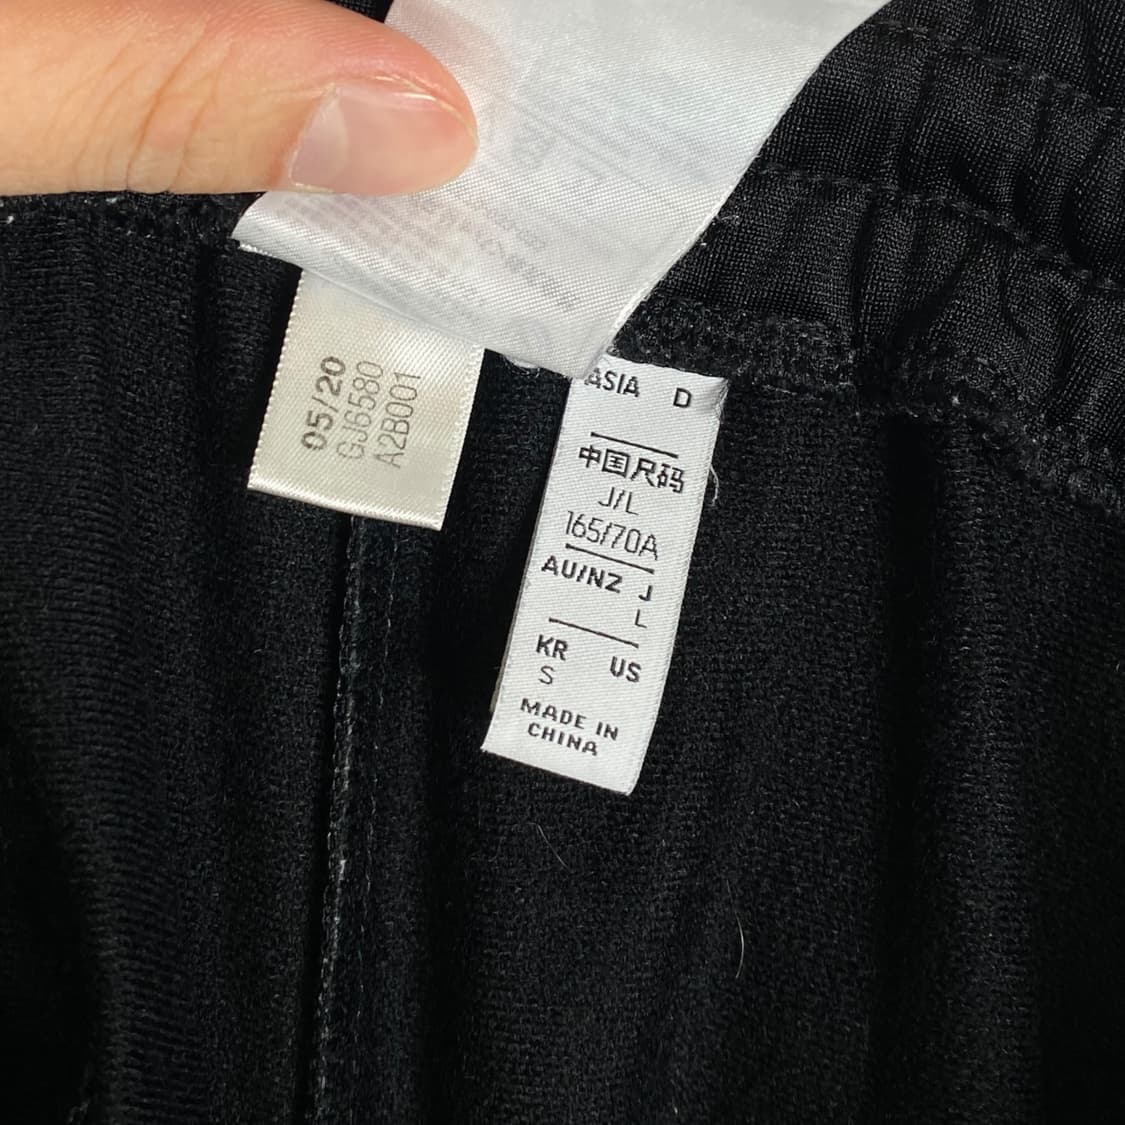 05/20
GJ6580
A2B001
ASIA D
中国尺码
J/L
165/70A
AU/NZ J
L
KR US
S
MADE IN
CHINA